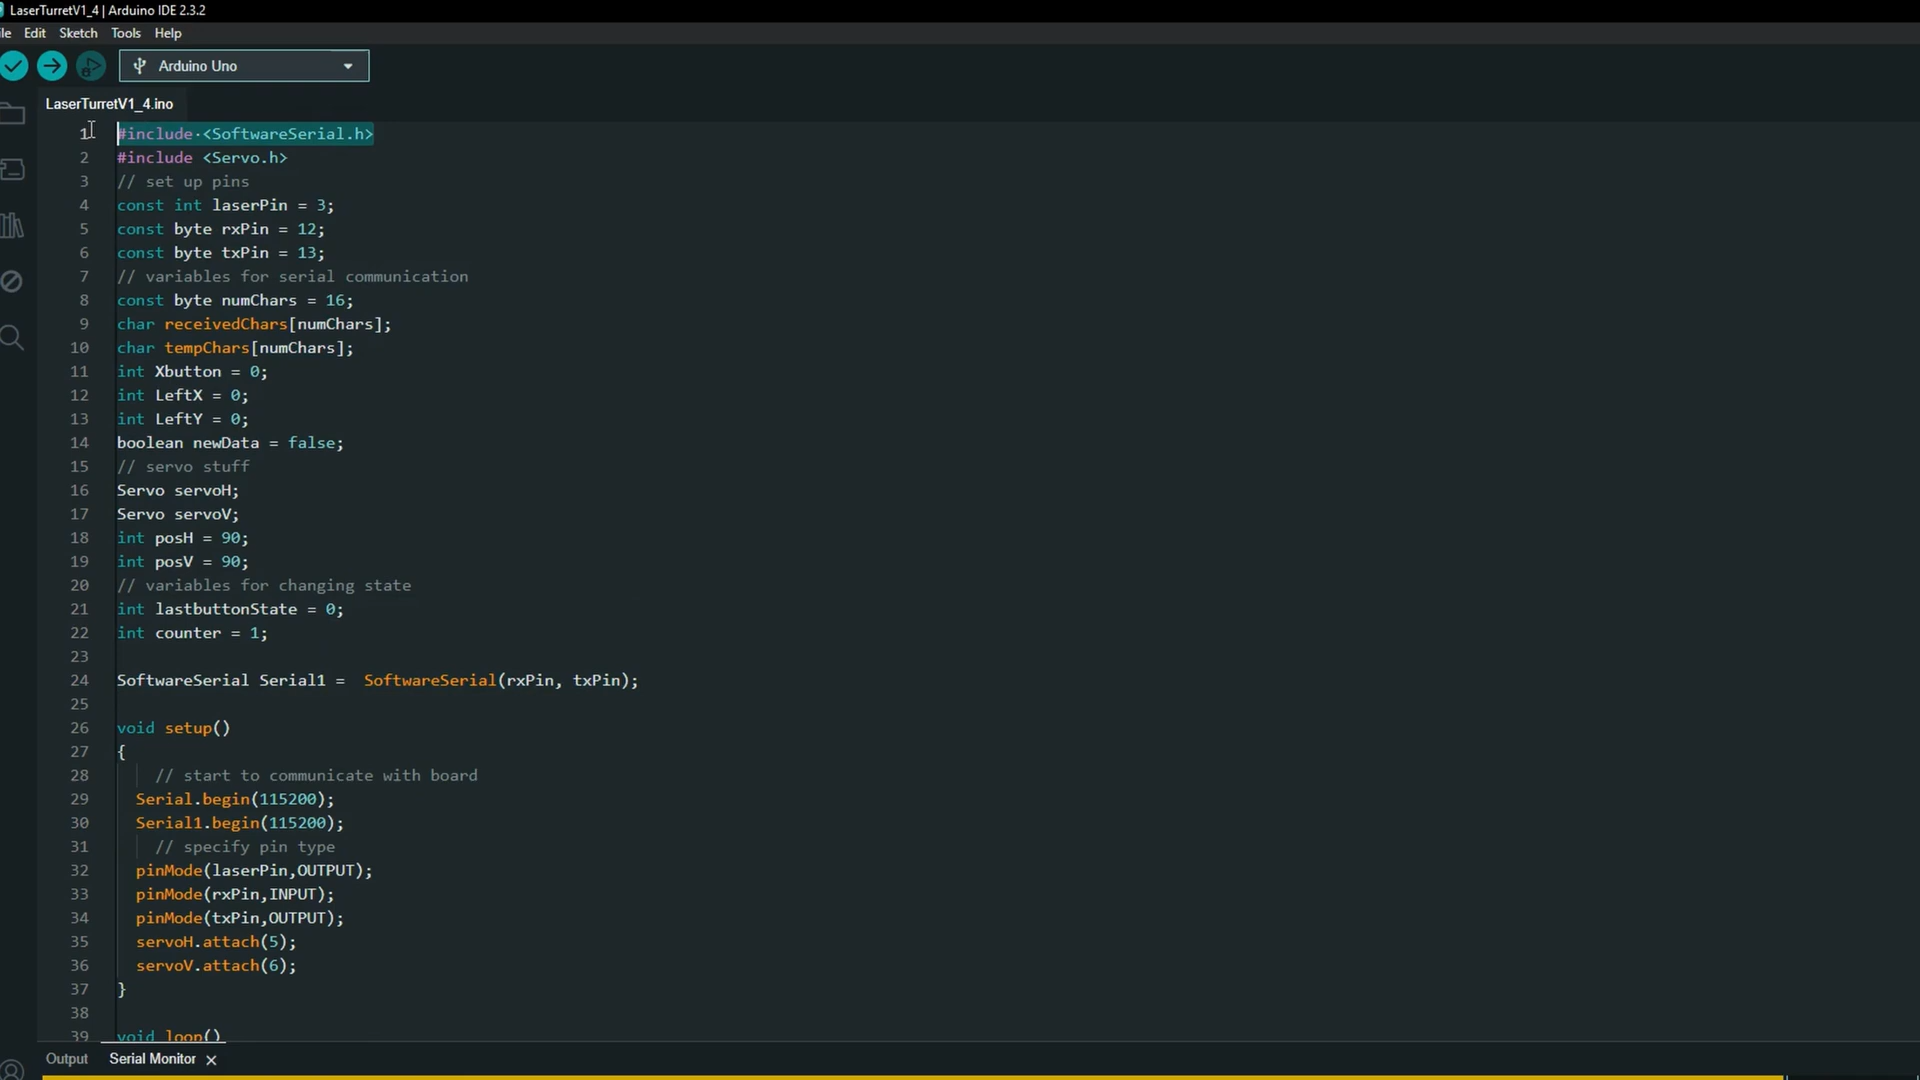 LaserTurretV1_4 | Arduino IDE 2.3.2
Edit Sketch Tools Help
Arduino Uno
LaserTurretV1_4.ino
1 #include <SoftwareSerial.h>
2 #include <Servo.h>
3 // set up pins
4 const int laserPin = 3;
5 const byte rxPin = 12;
6 const byte txPin = 13;
7 // variables for serial communication
8 const byte numChars = 16;
9 char receivedChars[numChars];
10 char tempChars[numChars];
11 int Xbutton = 0;
12 int LeftX = 0;
13 int LeftY = 0;
14 boolean newData = false;
15 // servo stuff
16 Servo servoH;
17 Servo servoV;
18 int posH = 90;
19 int posV = 90;
20 // variables for changing state
21 int lastbuttonState = 0;
22 int counter = 1;
23
24 SoftwareSerial Serial1 =  SoftwareSerial(rxPin, txPin);
25
26 void setup()
27 {
28 // start to communicate with board
29 Serial.begin(115200);
30 Serial1.begin(115200);
31 // specify pin type
32 pinMode(laserPin,OUTPUT);
33 pinMode(rxPin,INPUT);
34 pinMode(txPin,OUTPUT);
35 servoH.attach(5);
36 servoV.attach(6);
37 }
38
39 void loop()
Output Serial Monitor